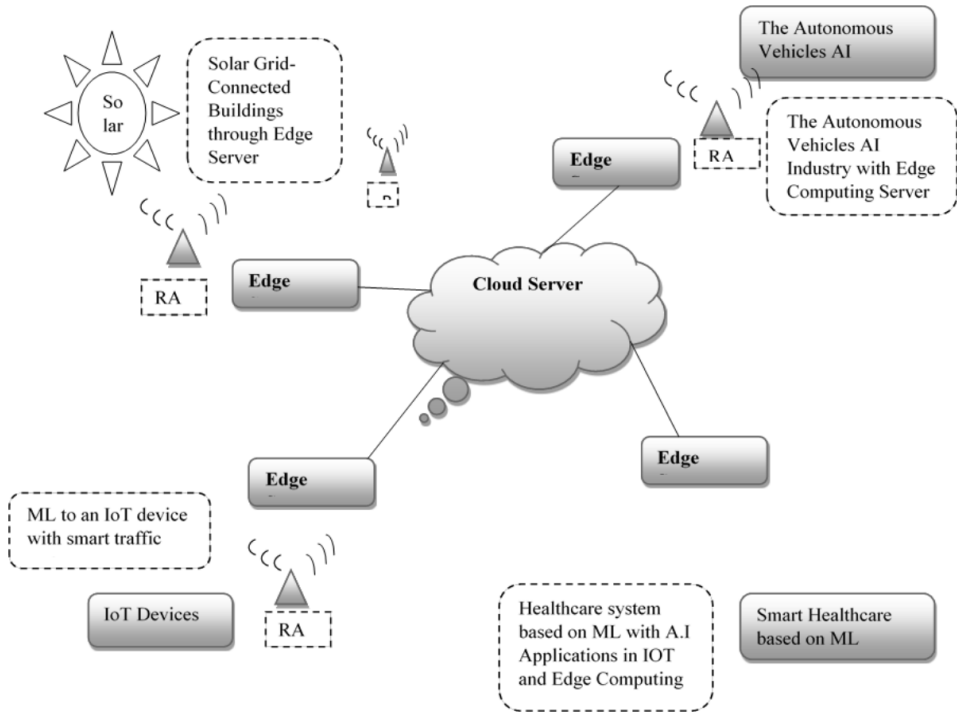 So
lar
Solar Grid-
Connected
Buildings
through Edge
Server
The Autonomous
Vehicles AI
RA
The Autonomous
Vehicles AI
Industry with Edge
Computing Server
Edge
Edge
RA
Cloud Server
Edge
Edge
ML to an IoT device
with smart traffic
IoT Devices
RA
Healthcare system
based on ML with A.I
Applications in IOT
and Edge Computing
Smart Healthcare
based on ML